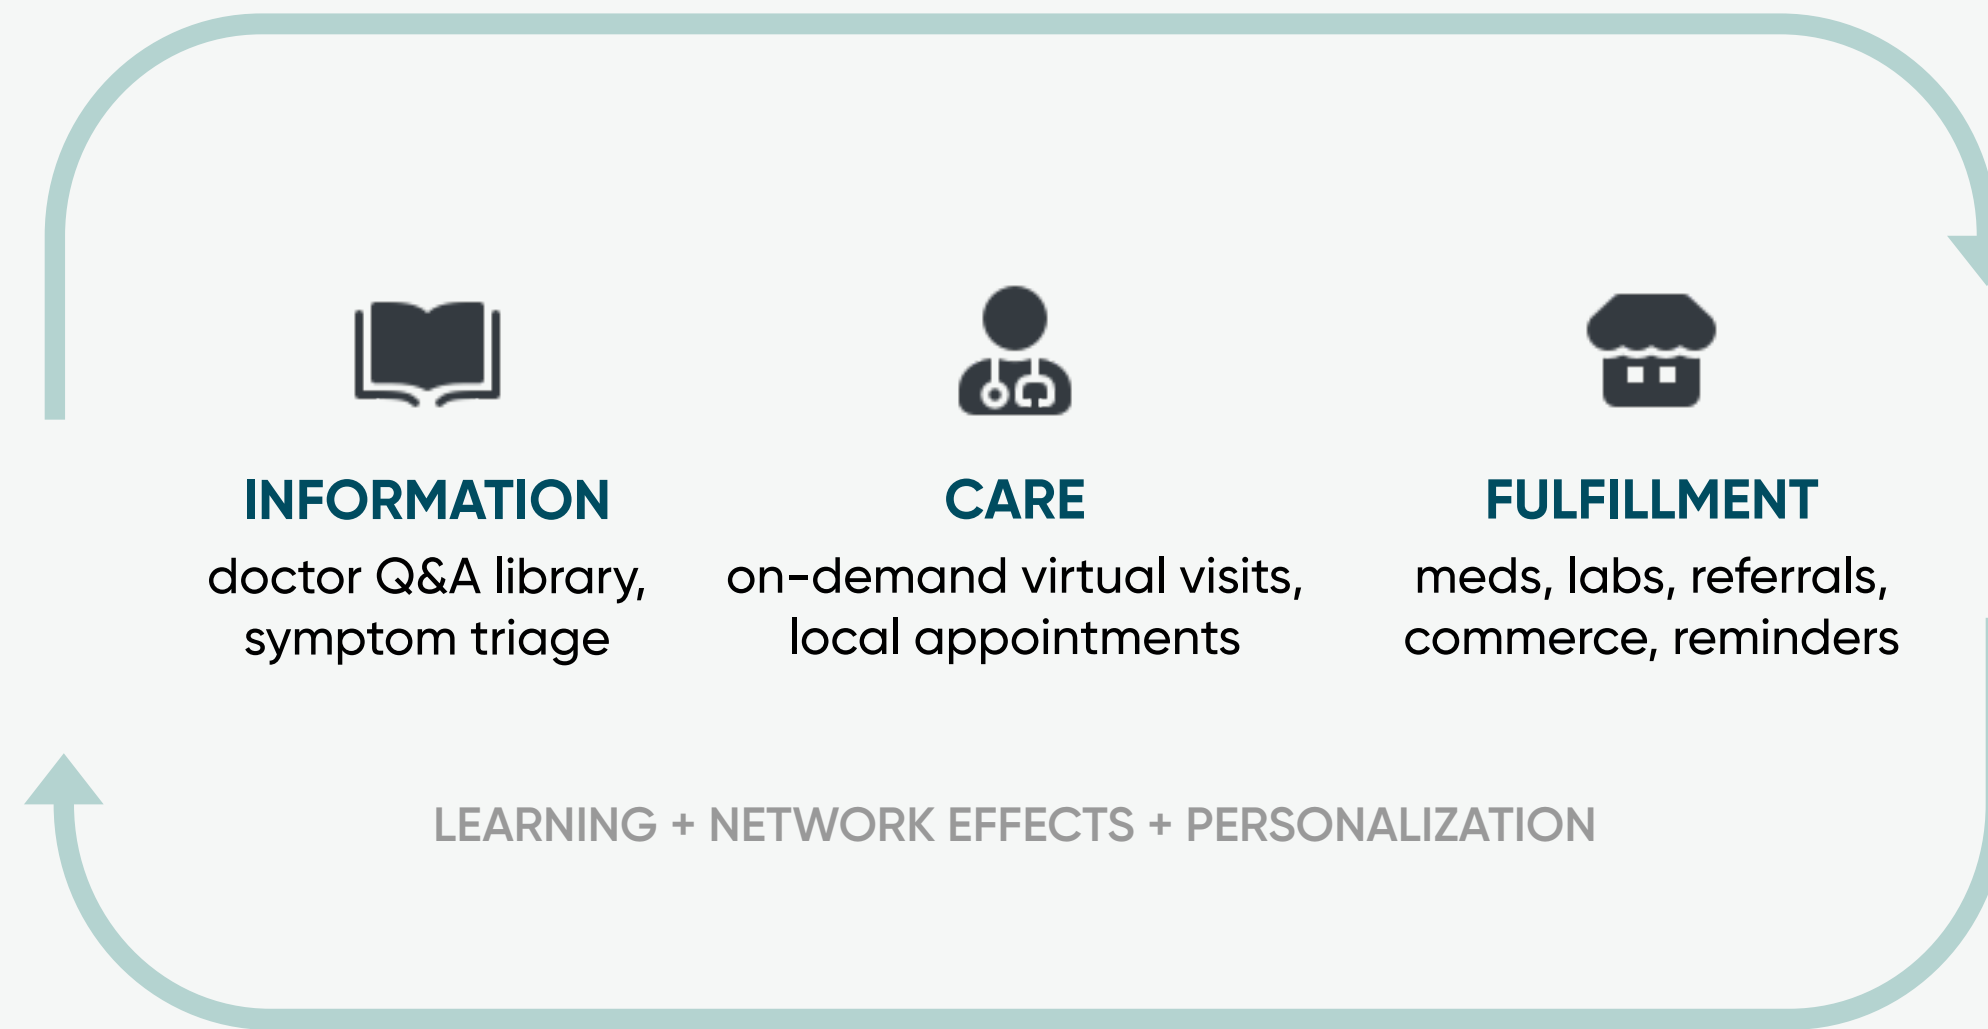 INFORMATION
doctor Q&A library,
symptom triage
CARE
on-demand virtual visits,
local appointments
FULFILLMENT
meds, labs, referrals,
commerce, reminders
LEARNING + NETWORK EFFECTS + PERSONALIZATION